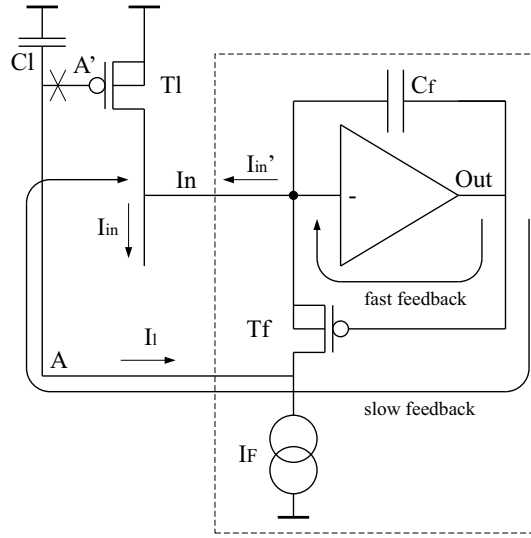 Cl
A'
Tl
Cf
Iin'
In
Out
-
Iin
fast feedback
Tf
Il
A
slow feedback
IF